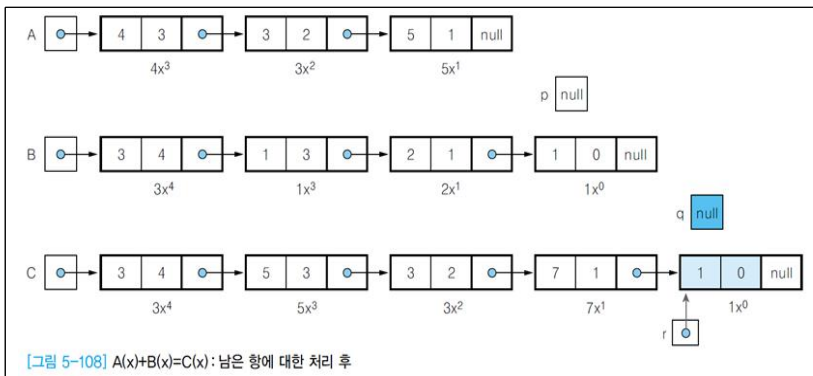 A 4 3 3 2 5 1 null
4x³ 3x² 5x¹
p null
B 3 4 1 3 2 1 1 0 null
3x⁴ 1x³ 2x¹ 1x⁰
q null
C 3 4 5 3 3 2 7 1 1 0 null
3x⁴ 5x³ 3x² 7x¹ 1x⁰
r
[그림 5-108] A(x)+B(x)=C(x) : 남은 항에 대한 처리 후